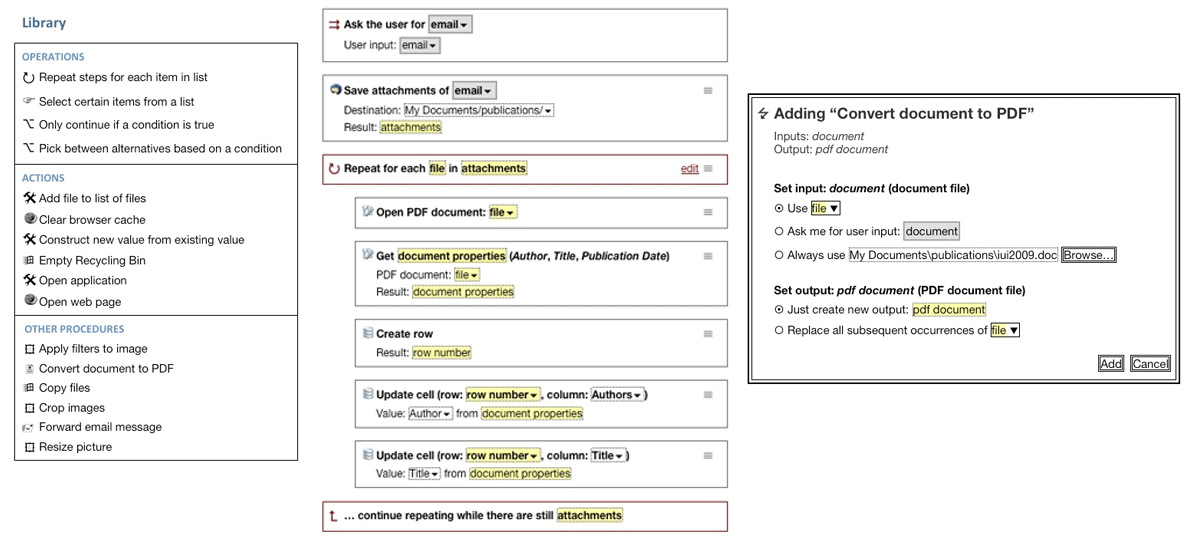 Library
OPERATIONS
Repeat steps for each item in list
Select certain items from a list
Only continue if a condition is true
Pick between alternatives based on a condition
ACTIONS
Add file to list of files
Clear browser cache
Construct new value from existing value
Empty Recycling Bin
Open application
Open web page
OTHER PROCEDURES
Apply filters to image
Convert document to PDF
Copy files
Crop images
Forward email message
Resize picture
Ask the user for email
User input: email
Save attachments of email
Destination: My Documents/publications/
Result: attachments
Repeat for each file in attachments edit
Open PDF document: file
Get document properties (Author, Title, Publication Date)
PDF document: file
Result: document properties
Create row
Result: row number
Update cell (row: row number, column: Authors)
Value: Author from document properties
Update cell (row: row number, column: Title)
Value: Title from document properties
... continue repeating while there are still attachments
Adding “Convert document to PDF”
Inputs: document
Output: pdf document
Set input: document (document file)
Use file
Ask me for user input: document
Always use My Documents\publications\iui2009.doc Browse...
Set output: pdf document (PDF document file)
Just create new output: pdf document
Replace all subsequent occurrences of file
Add Cancel